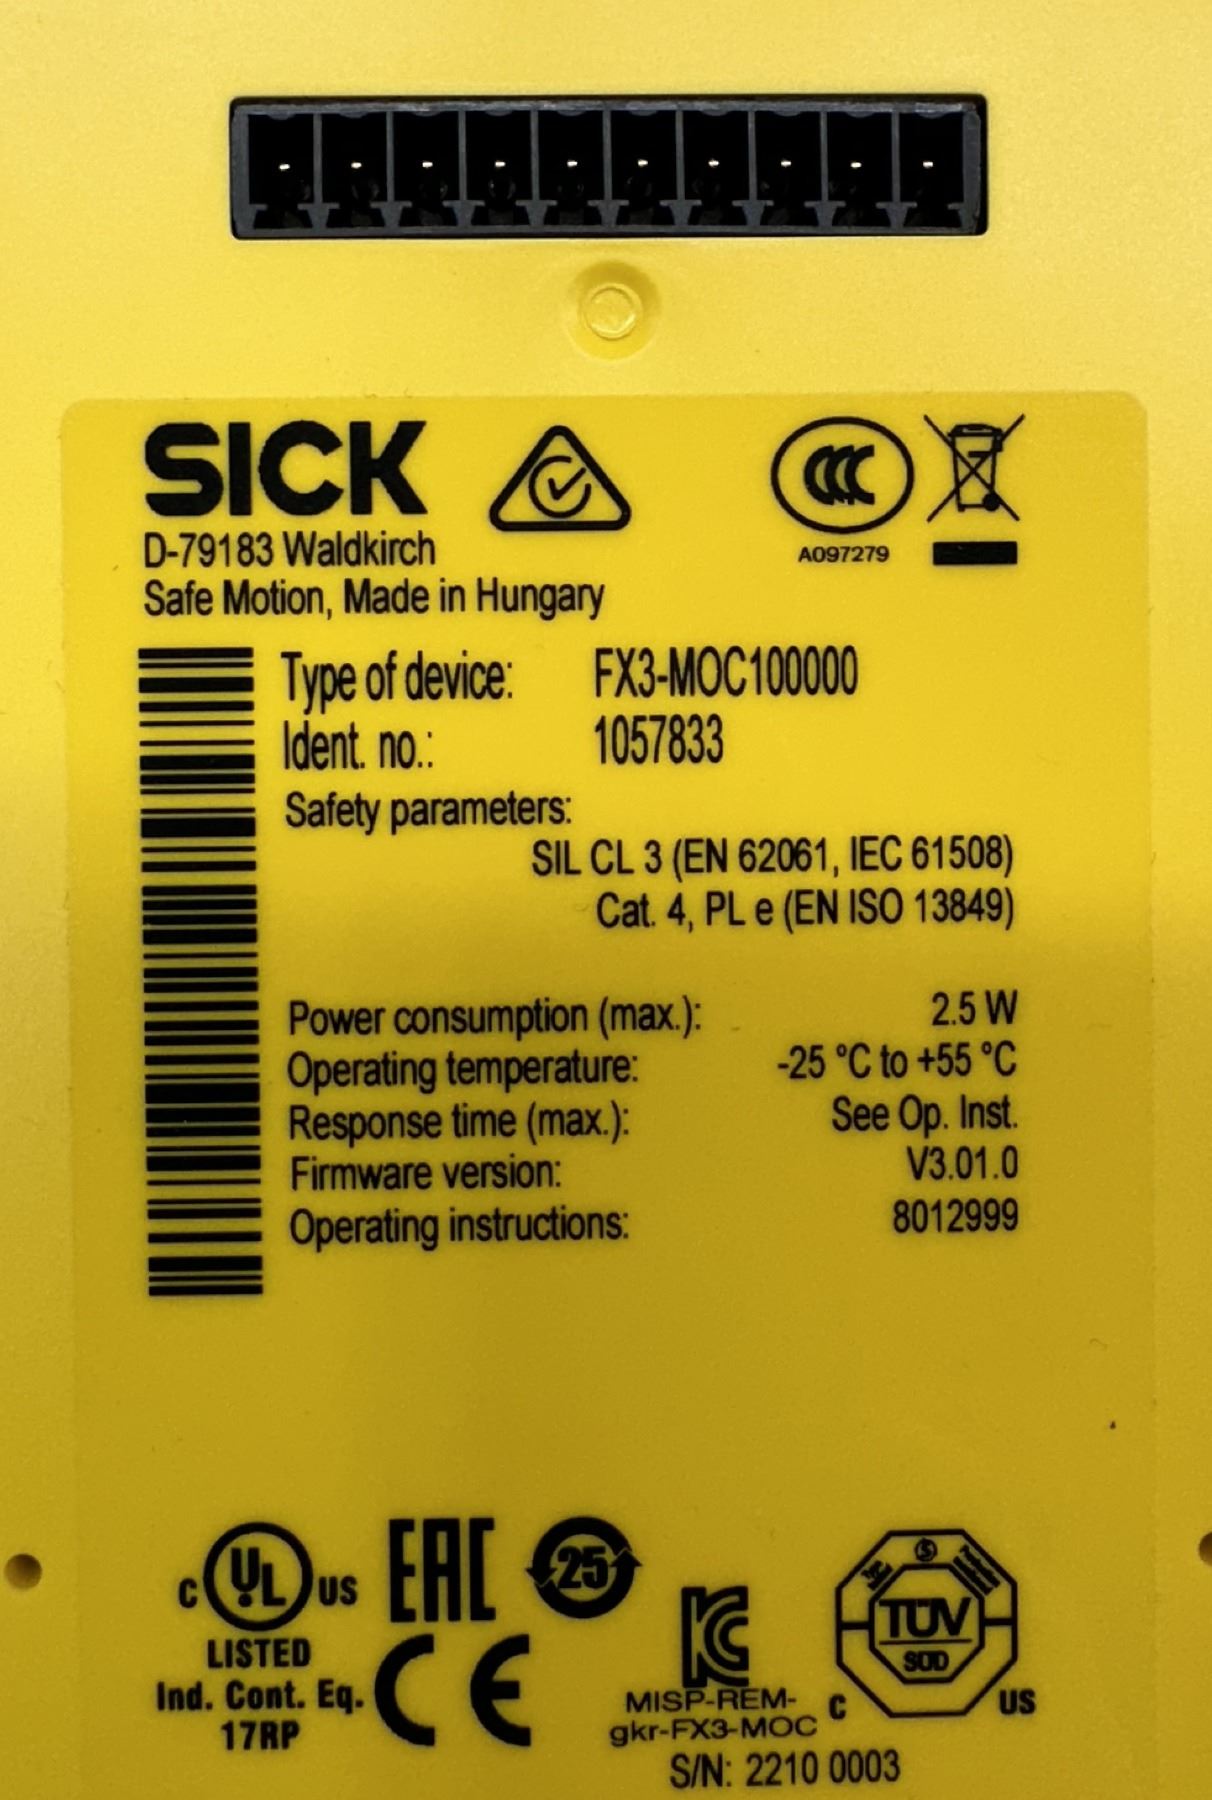 SICK
D-79183 Waldkirch
Safe Motion, Made in Hungary
A097279
Type of device: FX3-MOC100000
Ident. no.: 1057833
Safety parameters:
SIL CL 3 (EN 62061, IEC 61508)
Cat. 4, PL e (EN ISO 13849)
Power consumption (max.): 2.5 W
Operating temperature: -25 °C to +55 °C
Response time (max.): See Op. Inst.
Firmware version: V3.01.0
Operating instructions: 8012999
C UL US
LISTED
Ind. Cont. Eq.
17RP
EAC
25
CE
KC
MISP-REM-
gkr-FX3-MOC
S/N: 2210 0003
TÜV
SÜD
C US